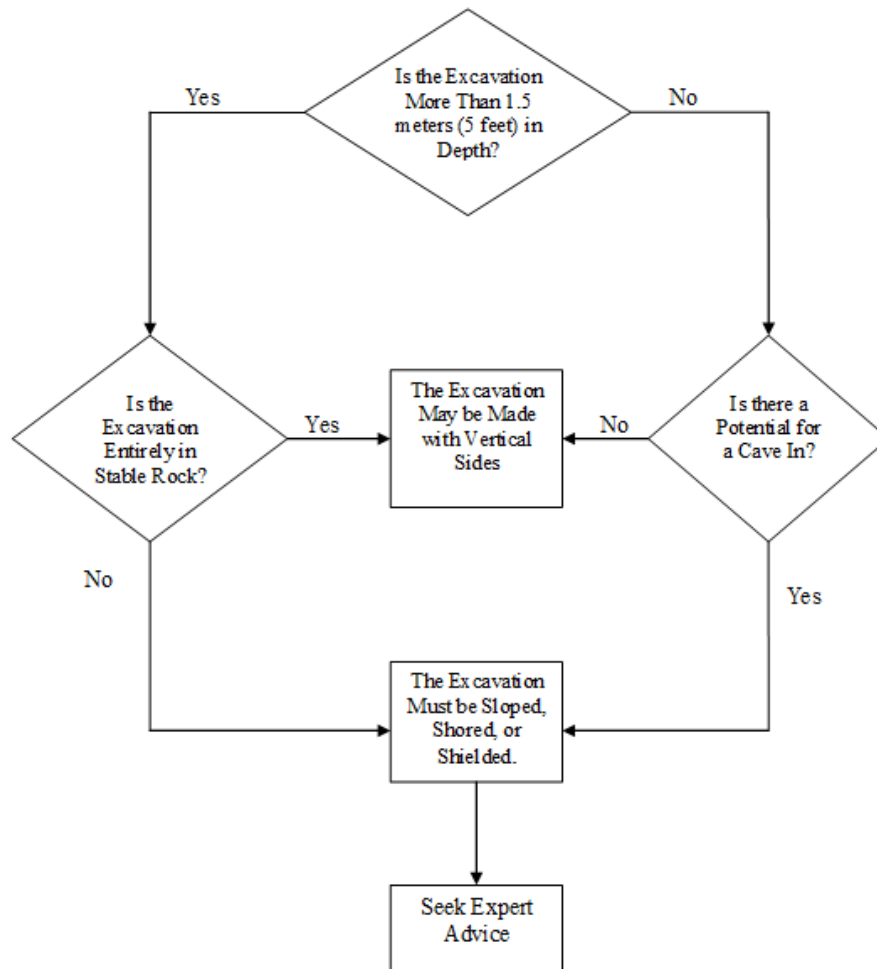 Is the Excavation
More Than 1.5
meters (5 feet) in
Depth?
Yes
No
Is the
Excavation
Entirely in
Stable Rock?
Yes
The Excavation
May be Made
with Vertical
Sides
No
Is there a
Potential for
a Cave In?
No
Yes
The Excavation
Must be Sloped,
Shored, or
Shielded.
Seek Expert
Advice